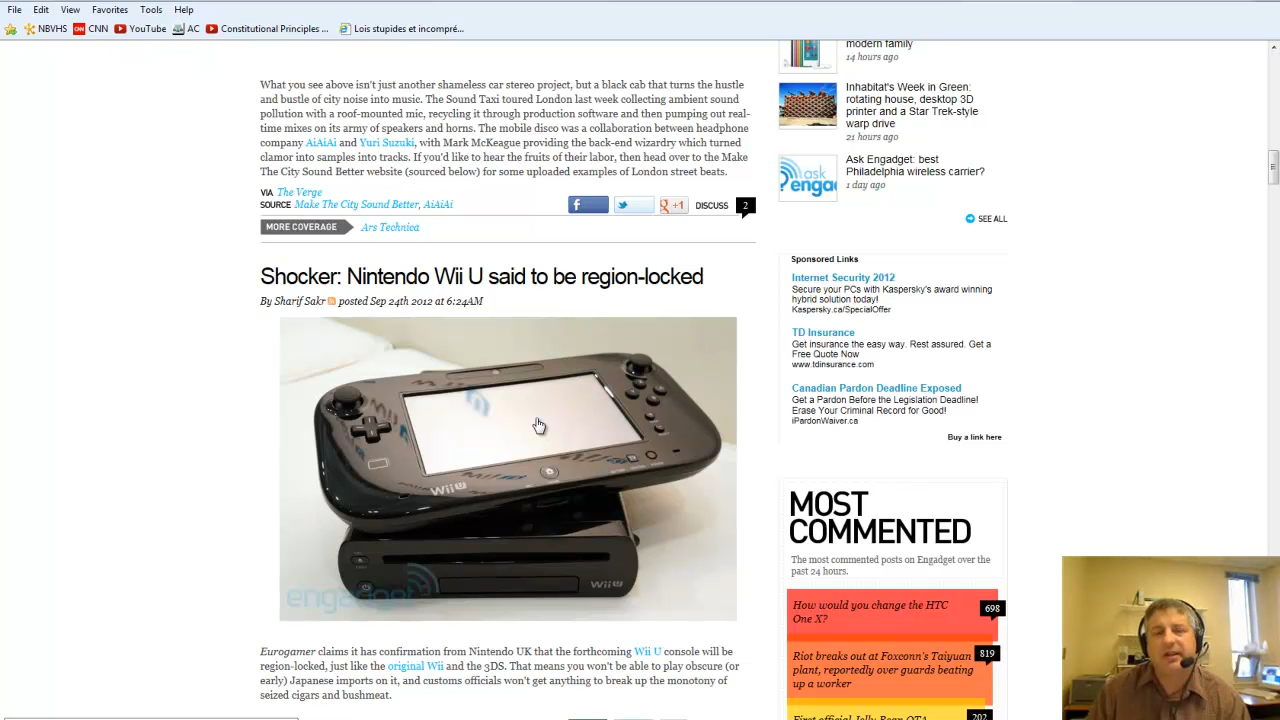 File Edit View Favorites Tools Help
NBVHS CNN YouTube AC Constitutional Principles ... Lois stupides et incompré...
What you see above isn't just another shameless car stereo project, but a black cab that turns the hustle
and bustle of city noise into music. The Sound Taxi toured London last week collecting ambient sound
pollution with a roof-mounted mic, recycling it through production software and then pumping out real-
time mixes on its army of speakers and horns. The mobile disco was a collaboration between headphone
company AiAiAi and Yuri Suzuki, with Mark McKeague providing the back-end wizardry which turned
clamor into samples into tracks. If you'd like to hear the fruits of their labor, then head over to the Make
The City Sound Better website (sourced below) for some uploaded examples of London street beats.
VIA The Verge
SOURCE Make The City Sound Better, AiAiAi
f
g +1 DISCUSS 2
MORE COVERAGE Ars Technica
Shocker: Nintendo Wii U said to be region-locked
By Sharif Sakr posted Sep 24th 2012 at 6:24AM
Wii U
Wii U
engadget
Eurogamer claims it has confirmation from Nintendo UK that the forthcoming Wii U console will be
region-locked, just like the original Wii and the 3DS. That means you won't be able to play obscure (or
early) Japanese imports on it, and customs officials won't get anything to break up the monotony of
seized cigars and bushmeat.
modern family
14 hours ago
Inhabitat's Week in Green:
rotating house, desktop 3D
printer and a Star Trek-style
warp drive
21 hours ago
ask
enga
Ask Engadget: best
Philadelphia wireless carrier?
1 day ago
SEE ALL
Sponsored Links
Internet Security 2012
Secure your PCs with Kaspersky's award winning
hybrid solution today!
Kaspersky.ca/SpecialOffer
TD Insurance
Get insurance the easy way. Rest assured. Get a
Free Quote Now
www.tdinsurance.com
Canadian Pardon Deadline Exposed
Get a Pardon Before the Legislation Deadline!
Erase Your Criminal Record for Good!
iPardonWaiver.ca
Buy a link here
MOST
COMMENTED
The most commented posts on Engadget over the
past 24 hours.
How would you change the HTC
One X?
698
Riot breaks out at Foxconn's Taiyuan
plant, reportedly over guards beating
up a worker
819
First official Jelly Bean OTA
202